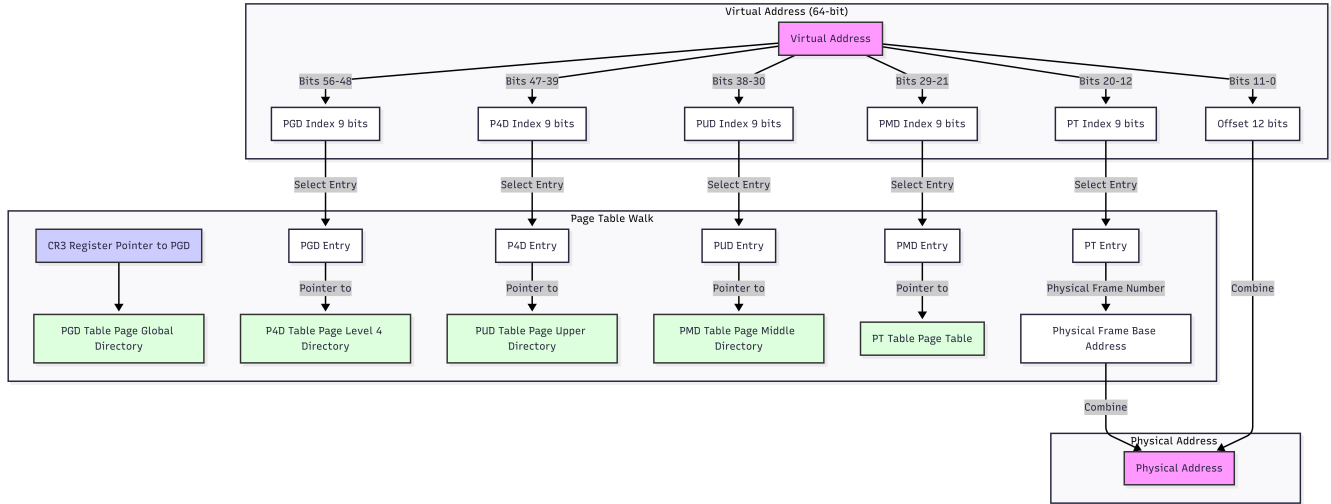 Virtual Address (64-bit)
Virtual Address
Bits 56-48
Bits 47-39
Bits 38-30
Bits 29-21
Bits 20-12
Bits 11-0
PGD Index 9 bits
P4D Index 9 bits
PUD Index 9 bits
PMD Index 9 bits
PT Index 9 bits
Offset 12 bits
Select Entry
Select Entry
Select Entry
Select Entry
Select Entry
Page Table Walk
CR3 Register Pointer to PGD
PGD Entry
P4D Entry
PUD Entry
PMD Entry
PT Entry
Pointer to
Pointer to
Pointer to
Pointer to
Physical Frame Number
Combine
PGD Table Page Global
Directory
P4D Table Page Level 4
Directory
PUD Table Page Upper
Directory
PMD Table Page Middle
Directory
PT Table Page Table
Physical Frame Base
Address
Combine
Physical Address
Physical Address